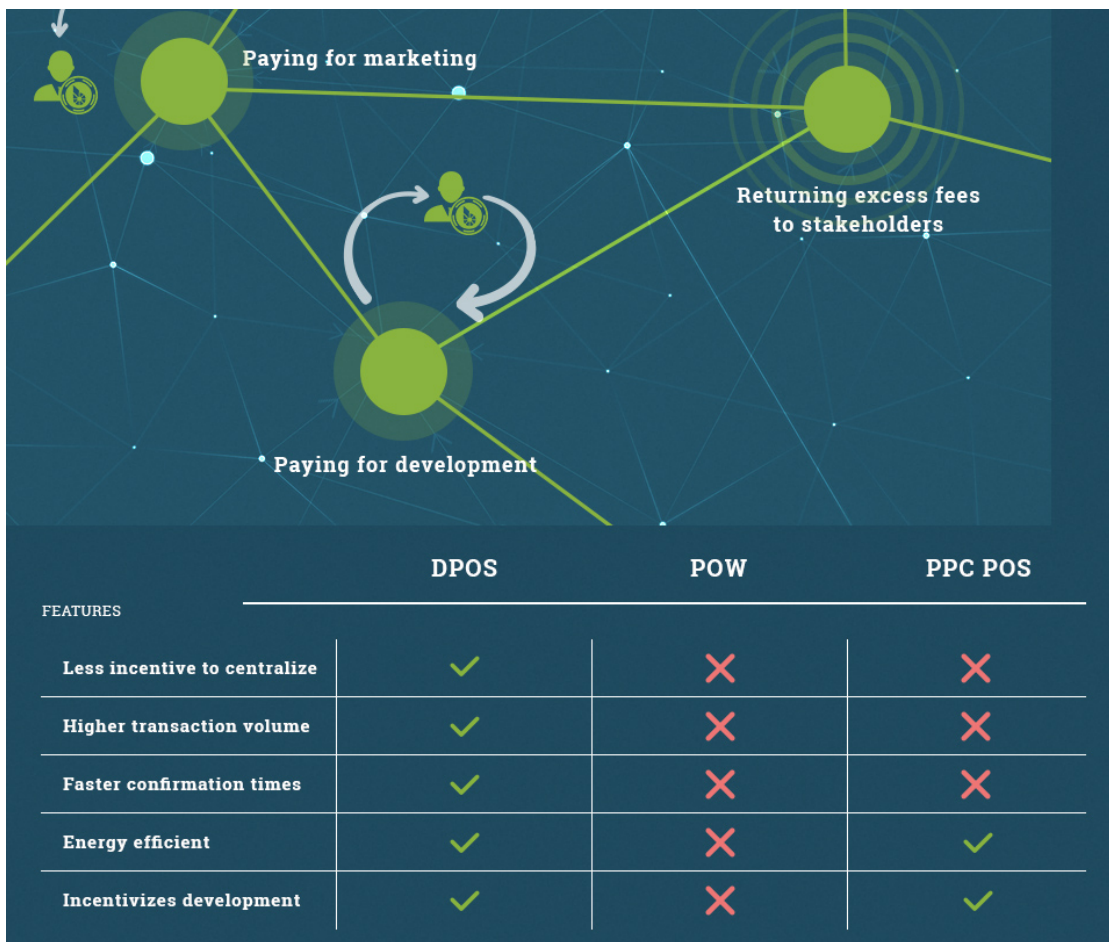 Paying for marketing
Returning excess fees
to stakeholders
Paying for development
DPOS POW PPC POS
FEATURES
Less incentive to centralize
Higher transaction volume
Faster confirmation times
Energy efficient
Incentivizes development